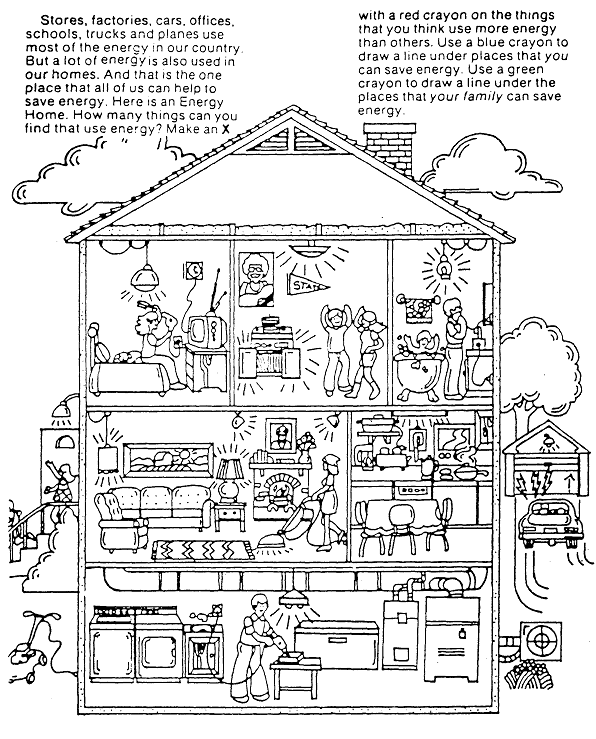 Stores, factories, cars, offices,
schools, trucks and planes use
most of the energy in our country.
But a lot of energy is also used in
our homes. And that is the one
place that all of us can help to
save energy. Here is an Energy
Home. How many things can you
find that use energy? Make an X
with a red crayon on the things
that you think use more energy
than others. Use a blue crayon to
draw a line under places that you
can save energy. Use a green
crayon to draw a line under the
places that your family can save
energy.
STATE